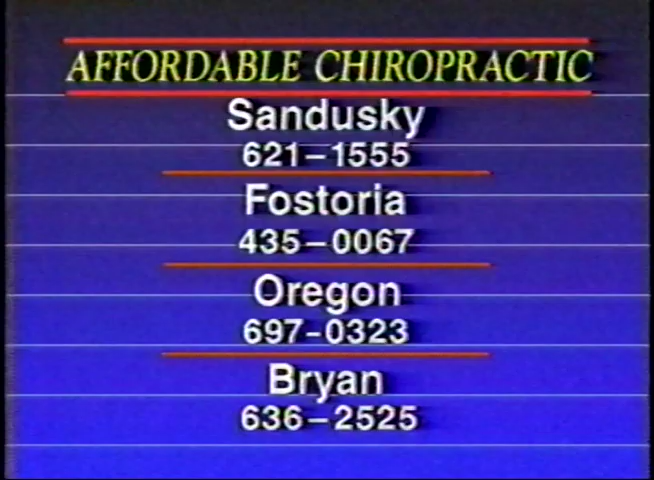 AFFORDABLE CHIROPRACTIC
Sandusky
621-1555
Fostoria
435-0067
Oregon
697-0323
Bryan
636-2525